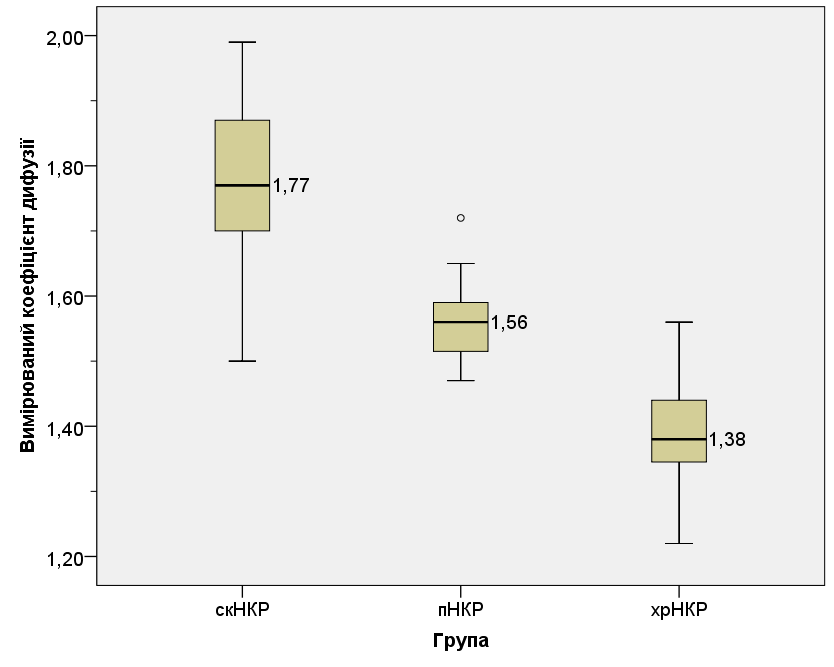 Вимірюваний коефіцієнт дифузії
2,00
1,80
1,60
1,40
1,20
1,77
1,56
1,38
скНКР
пНКР
хрНКР
Група